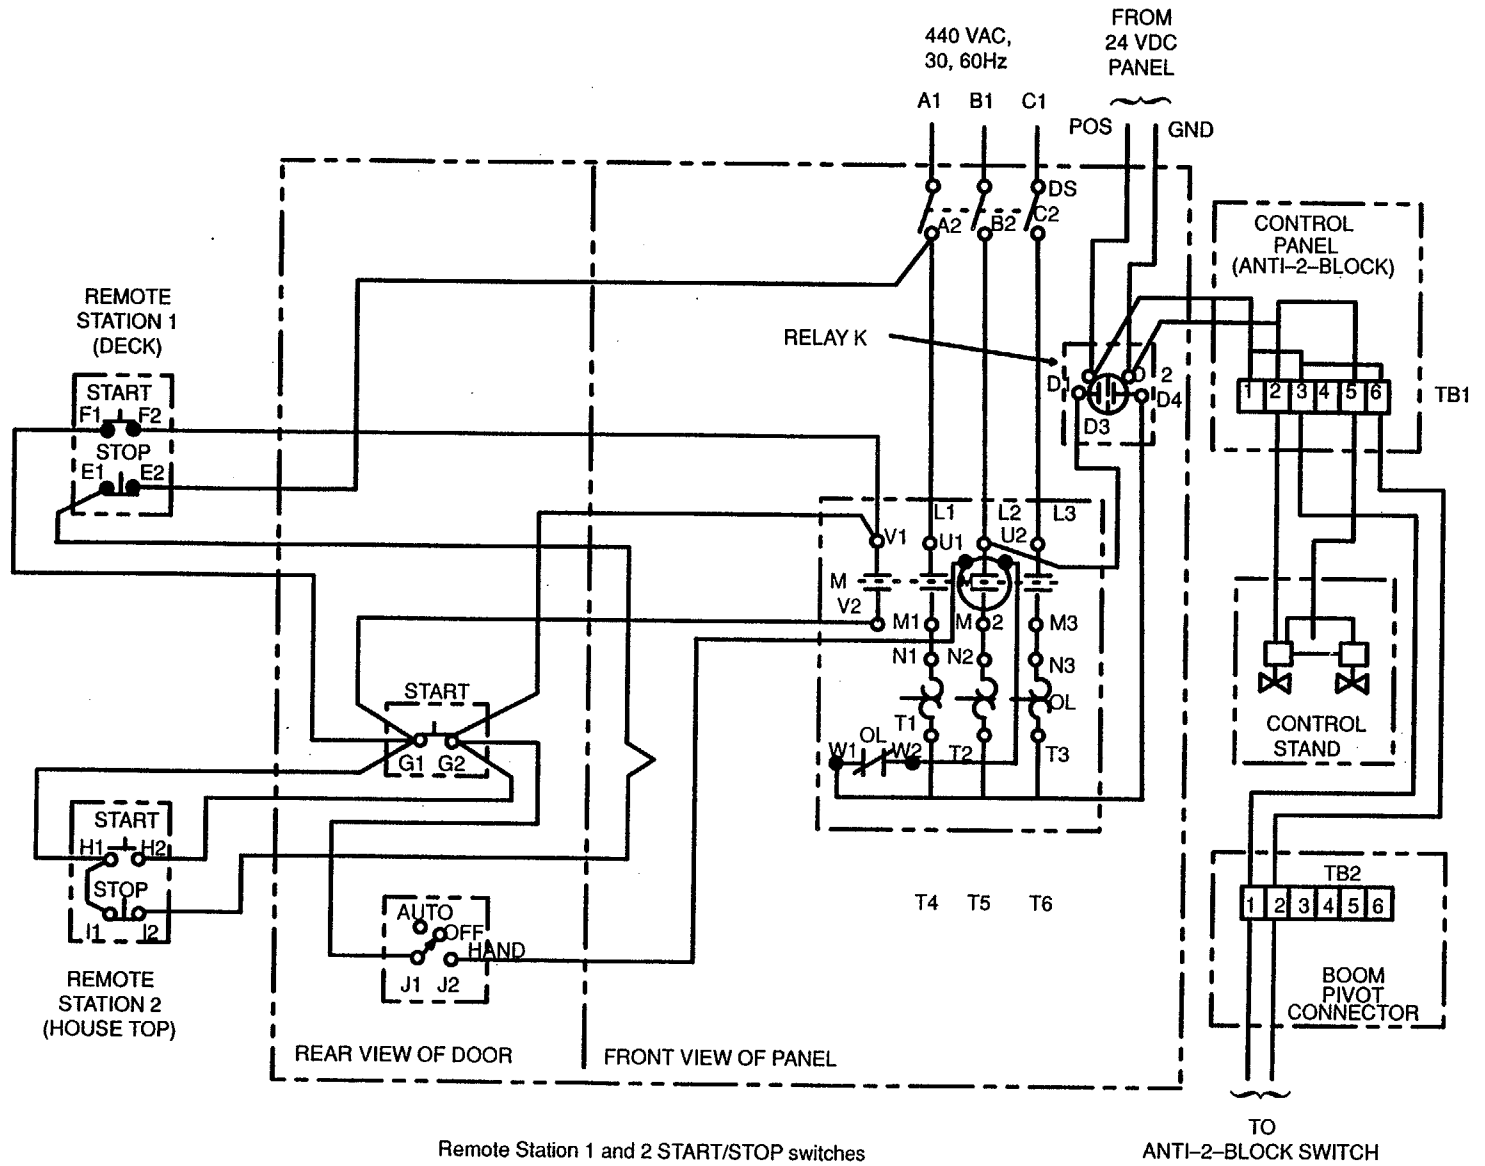 FROM
24 VDC
PANEL
440 VAC,
30, 60Hz
A1 B1 C1
POS GND
DS
A2 B2 C2
CONTROL
PANEL
(ANTI–2–BLOCK)
REMOTE
STATION 1
(DECK)
RELAY K
START
F1 F2
STOP
E1 E2
D1 D 2
D4
D3
1 2 3 4 5 6
TB1
L1 L2 L3
V1 U1 U2
M
V2 M1 M 2 M3
N1 N2 N3
OL
T1
OL
W1 W2 T2 T3
START
G1 G2
CONTROL
STAND
START
H1 H2
STOP
I1 I2
REMOTE
STATION 2
(HOUSE TOP)
AUTO
OFF
HAND
J1 J2
T4 T5 T6
TB2
1 2 3 4 5 6
BOOM
PIVOT
CONNECTOR
REAR VIEW OF DOOR
FRONT VIEW OF PANEL
TO
ANTI–2–BLOCK SWITCH
Remote Station 1 and 2 START/STOP switches